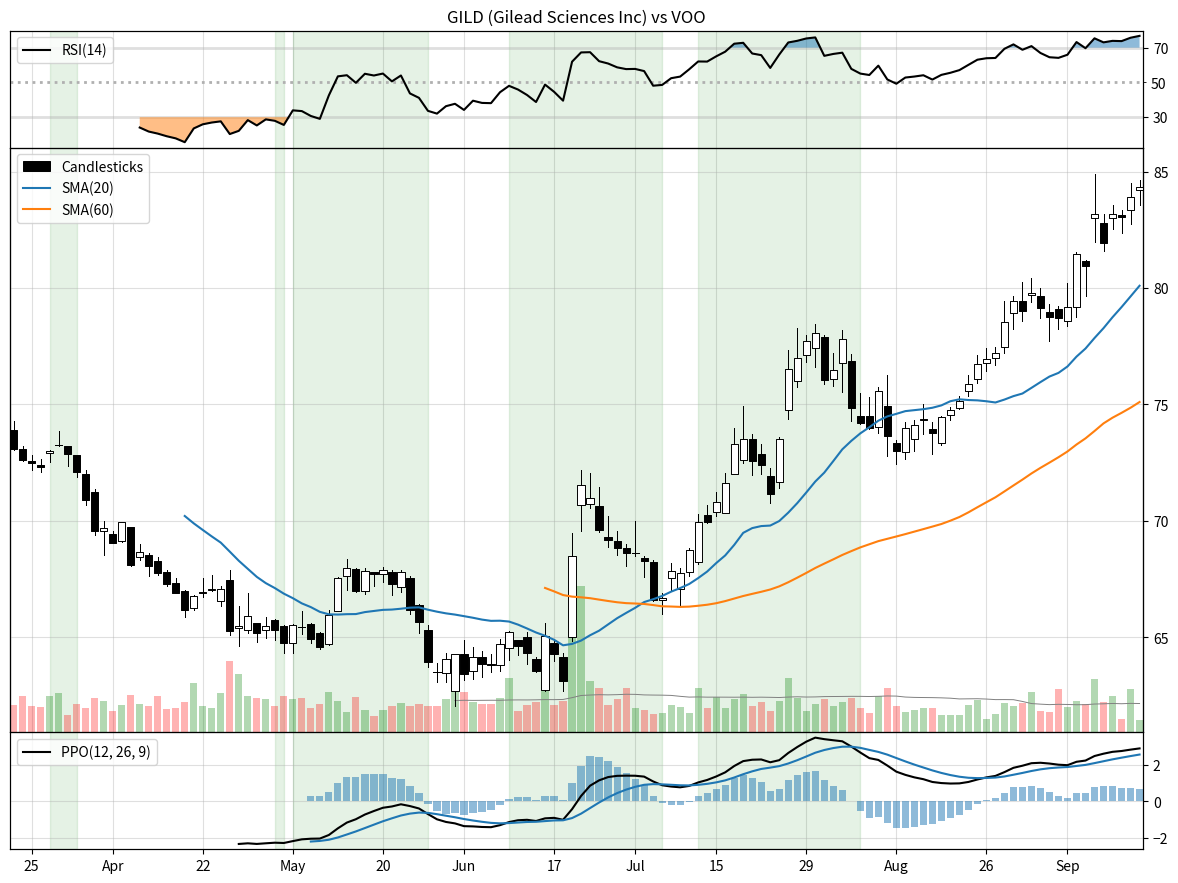 GILD (Gilead Sciences Inc) vs VOO
RSI(14)
70
50
30
Candlesticks
SMA(20)
SMA(60)
85
80
75
70
65
PPO(12, 26, 9)
2
0
−2
25 Apr 22 May 20 Jun 17 Jul 15 29 Aug 26 Sep